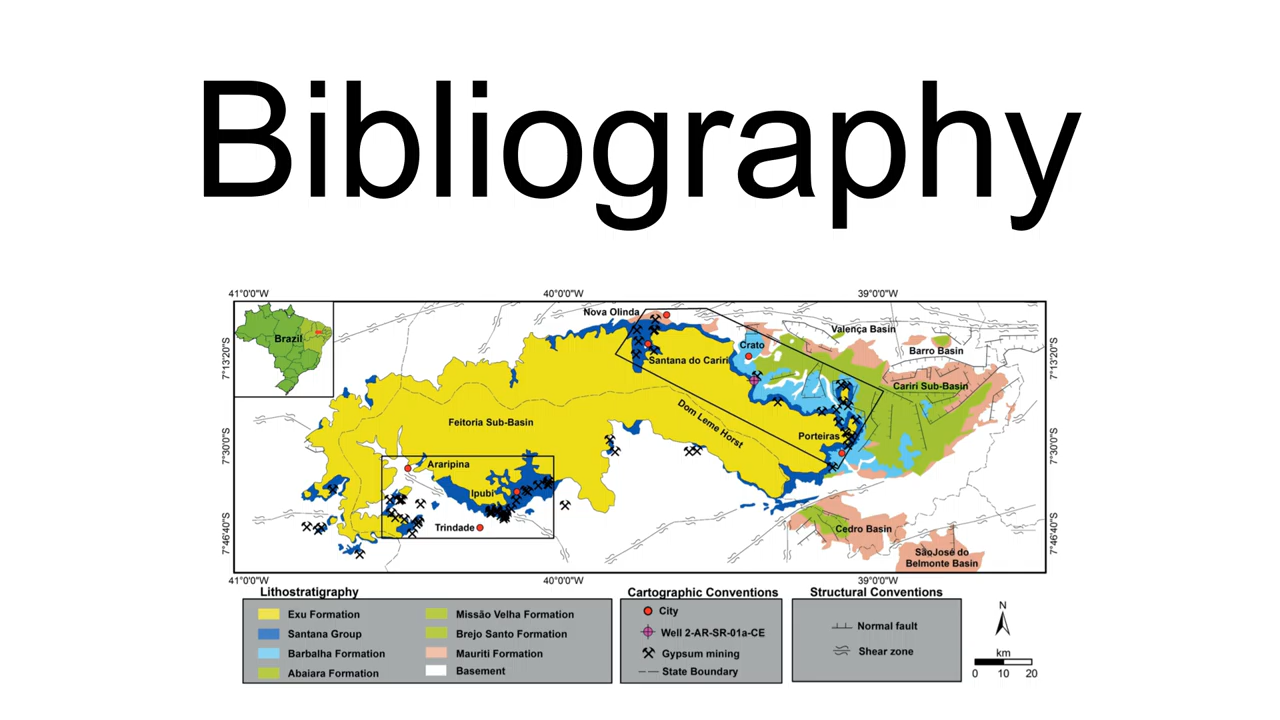 Bibliography
41°0'0"W 40°0'0"W 39°0'0"W
Nova Olinda
Valença Basin
Brazil
Crato
Barro Basin
7°13'20"S
7°13'20"S
Santana do Cariri
Cariri Sub-Basin
Feitoria Sub-Basin
Dom Leme Horst
Porteiras
7°30'0"S
7°30'0"S
Araripina
Ipubi
Trindade
Cedro Basin
7°46'40"S
7°46'40"S
SãoJosé do
Belmonte Basin
41°00'0"W 40°00'0"W 39°00'0"W
Lithostratigraphy
Exu Formation
Santana Group
Barbalha Formation
Abaiara Formation
Missão Velha Formation
Brejo Santo Formation
Mauriti Formation
Basement
Cartographic Conventions
City
Well 2-AR-SR-01a-CE
Gypsum mining
State Boundary
Structural Conventions
Normal fault
Shear zone
N
km
0 10 20